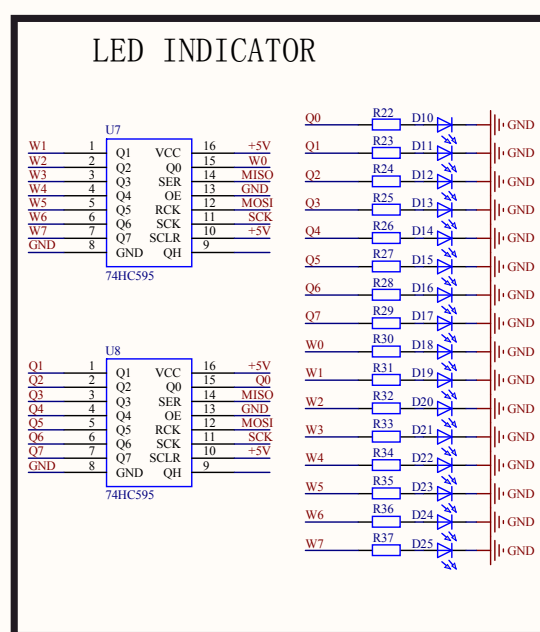 LED INDICATOR
U7
W1 1 Q1 VCC 16 +5V
W2 2 Q2 Q0 15 W0
W3 3 Q3 SER 14 MISO
W4 4 Q4 OE 13 GND
W5 5 Q5 RCK 12 MOSI
W6 6 Q6 SCK 11 SCK
W7 7 Q7 SCLR 10 +5V
GND 8 GND QH 9
74HC595
U8
Q1 1 Q1 VCC 16 +5V
Q2 2 Q2 Q0 15 Q0
Q3 3 Q3 SER 14 MISO
Q4 4 Q4 OE 13 GND
Q5 5 Q5 RCK 12 MOSI
Q6 6 Q6 SCK 11 SCK
Q7 7 Q7 SCLR 10 +5V
GND 8 GND QH 9
74HC595
Q0 R22 D10 GND
Q1 R23 D11 GND
Q2 R24 D12 GND
Q3 R25 D13 GND
Q4 R26 D14 GND
Q5 R27 D15 GND
Q6 R28 D16 GND
Q7 R29 D17 GND
W0 R30 D18 GND
W1 R31 D19 GND
W2 R32 D20 GND
W3 R33 D21 GND
W4 R34 D22 GND
W5 R35 D23 GND
W6 R36 D24 GND
W7 R37 D25 GND